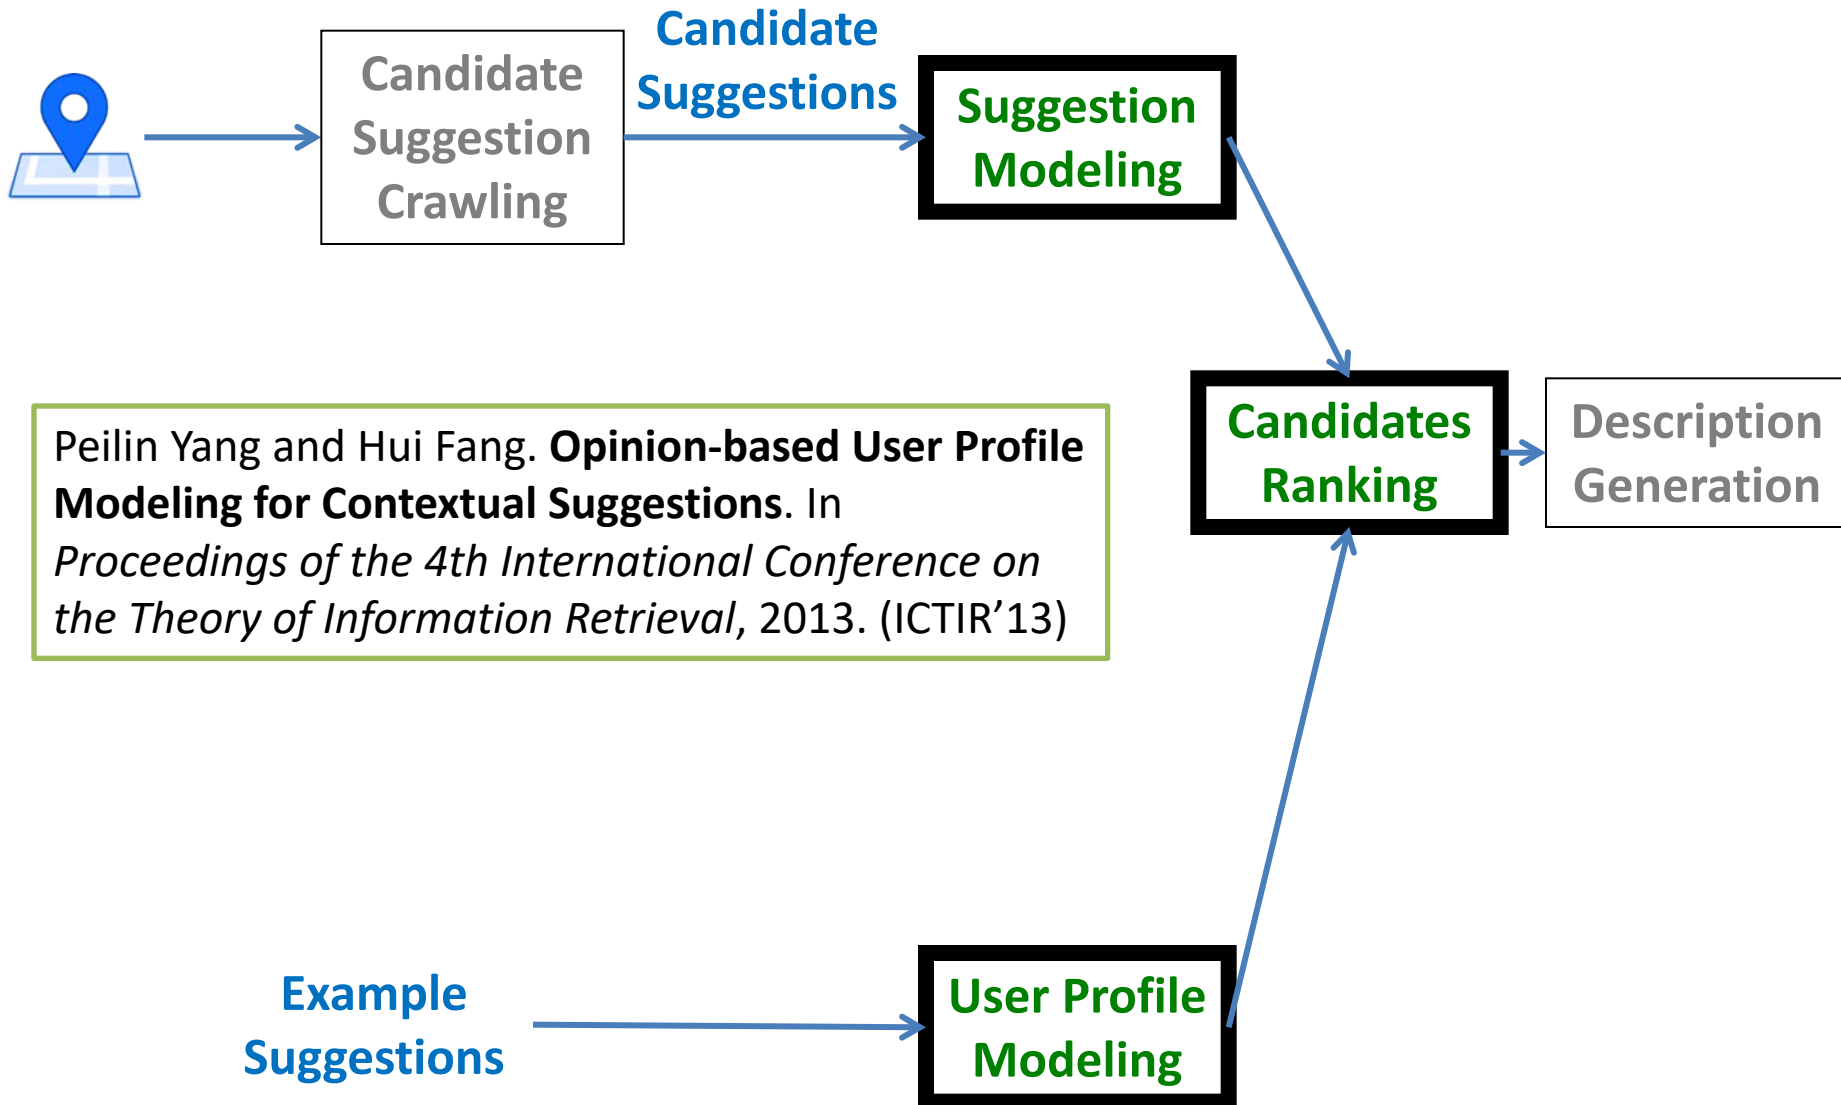 Candidate
Suggestion
Crawling
Candidate
Suggestions
Suggestion
Modeling
Peilin Yang and Hui Fang. Opinion-based User Profile
Modeling for Contextual Suggestions. In
Proceedings of the 4th International Conference on
the Theory of Information Retrieval, 2013. (ICTIR’13)
Candidates
Ranking
Description
Generation
Example
Suggestions
User Profile
Modeling